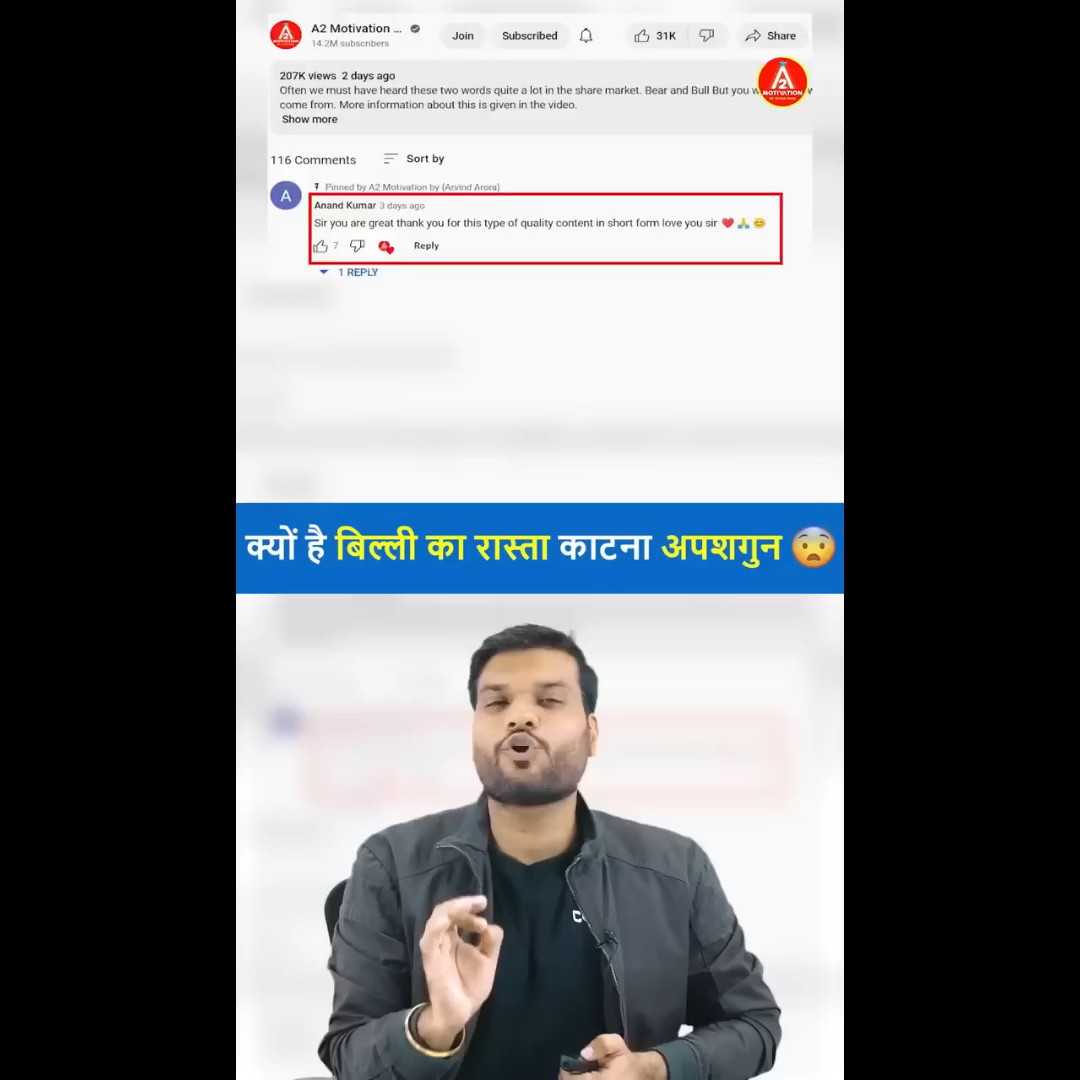 A2 Motivation ...
14.2M subscribers
Join
Subscribed
31K
Share
207K views 2 days ago
Often we must have heard these two words quite a lot in the share market. Bear and Bull But you
come from. More information about this is given in the video.
Show more
A2
MOTIVATION
116 Comments
Sort by
A
Pinned by A2 Motivation by (Arvind Arora)
Anand Kumar 3 days ago
Sir you are great thank you for this type of quality content in short form love you sir ❤️🙏😊
7
Reply
1 REPLY
क्यों है बिल्ली का रास्ता काटना अपशगुन 😨